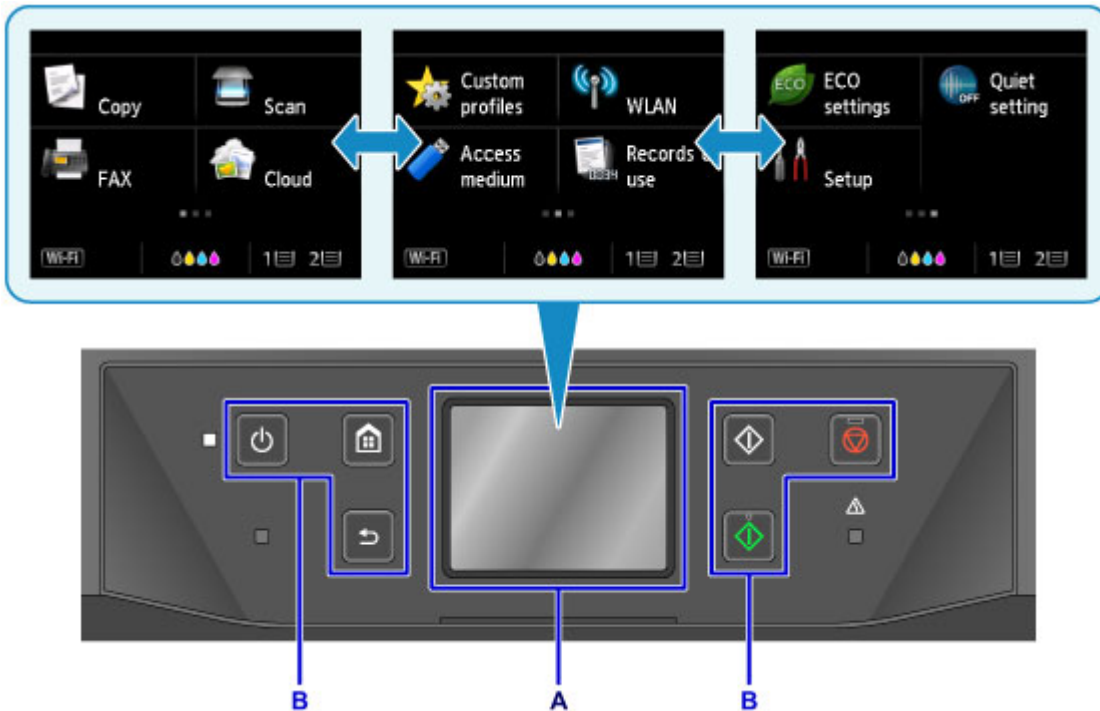 Copy
Scan
FAX
Cloud
Wi-Fi
1 2
Custom
profiles
WLAN
Access
medium
Records
use
Wi-Fi
1 2
ECO
ECO
settings
OFF
Quiet
setting
Setup
Wi-Fi
1 2
B
A
B